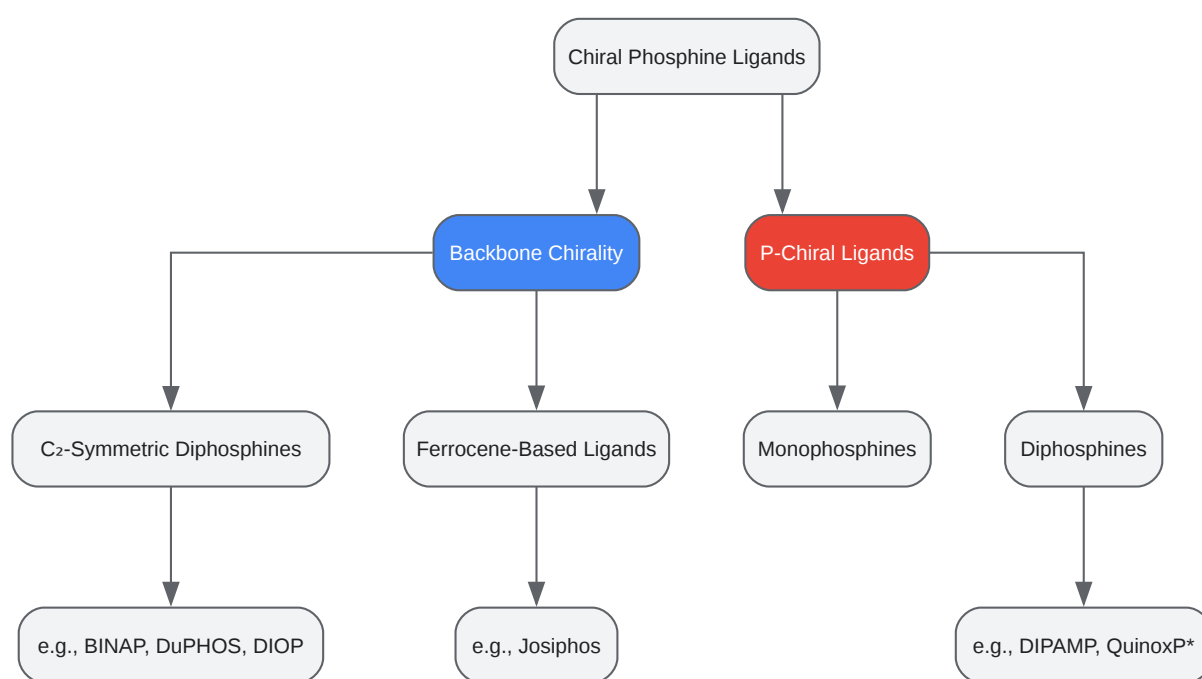 Chiral Phosphine Ligands
Backbone Chirality
P-Chiral Ligands
C₂-Symmetric Diphosphines
Ferrocene-Based Ligands
Monophosphines
Diphosphines
e.g., BINAP, DuPHOS, DIOP
e.g., Josiphos
e.g., DIPAMP, QuinoxP*